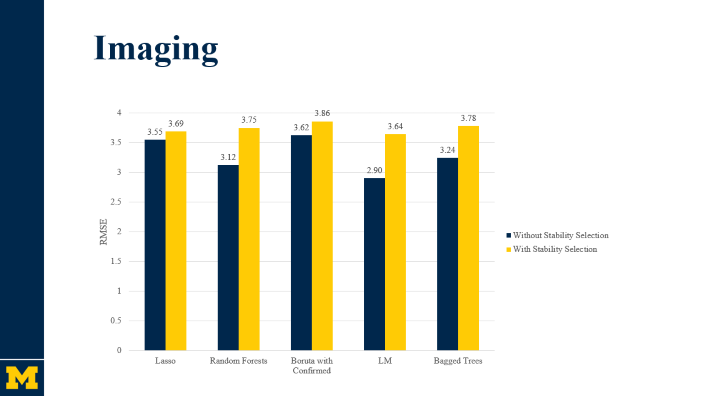 Imaging
4
3.5
3
2.5
2
1.5
1
0.5
0
RMSE
3.55
3.69
3.12
3.75
3.62
3.86
2.90
3.64
3.24
3.78
Lasso
Random Forests
Boruta with
Confirmed
LM
Bagged Trees
Without Stability Selection
With Stability Selection
M